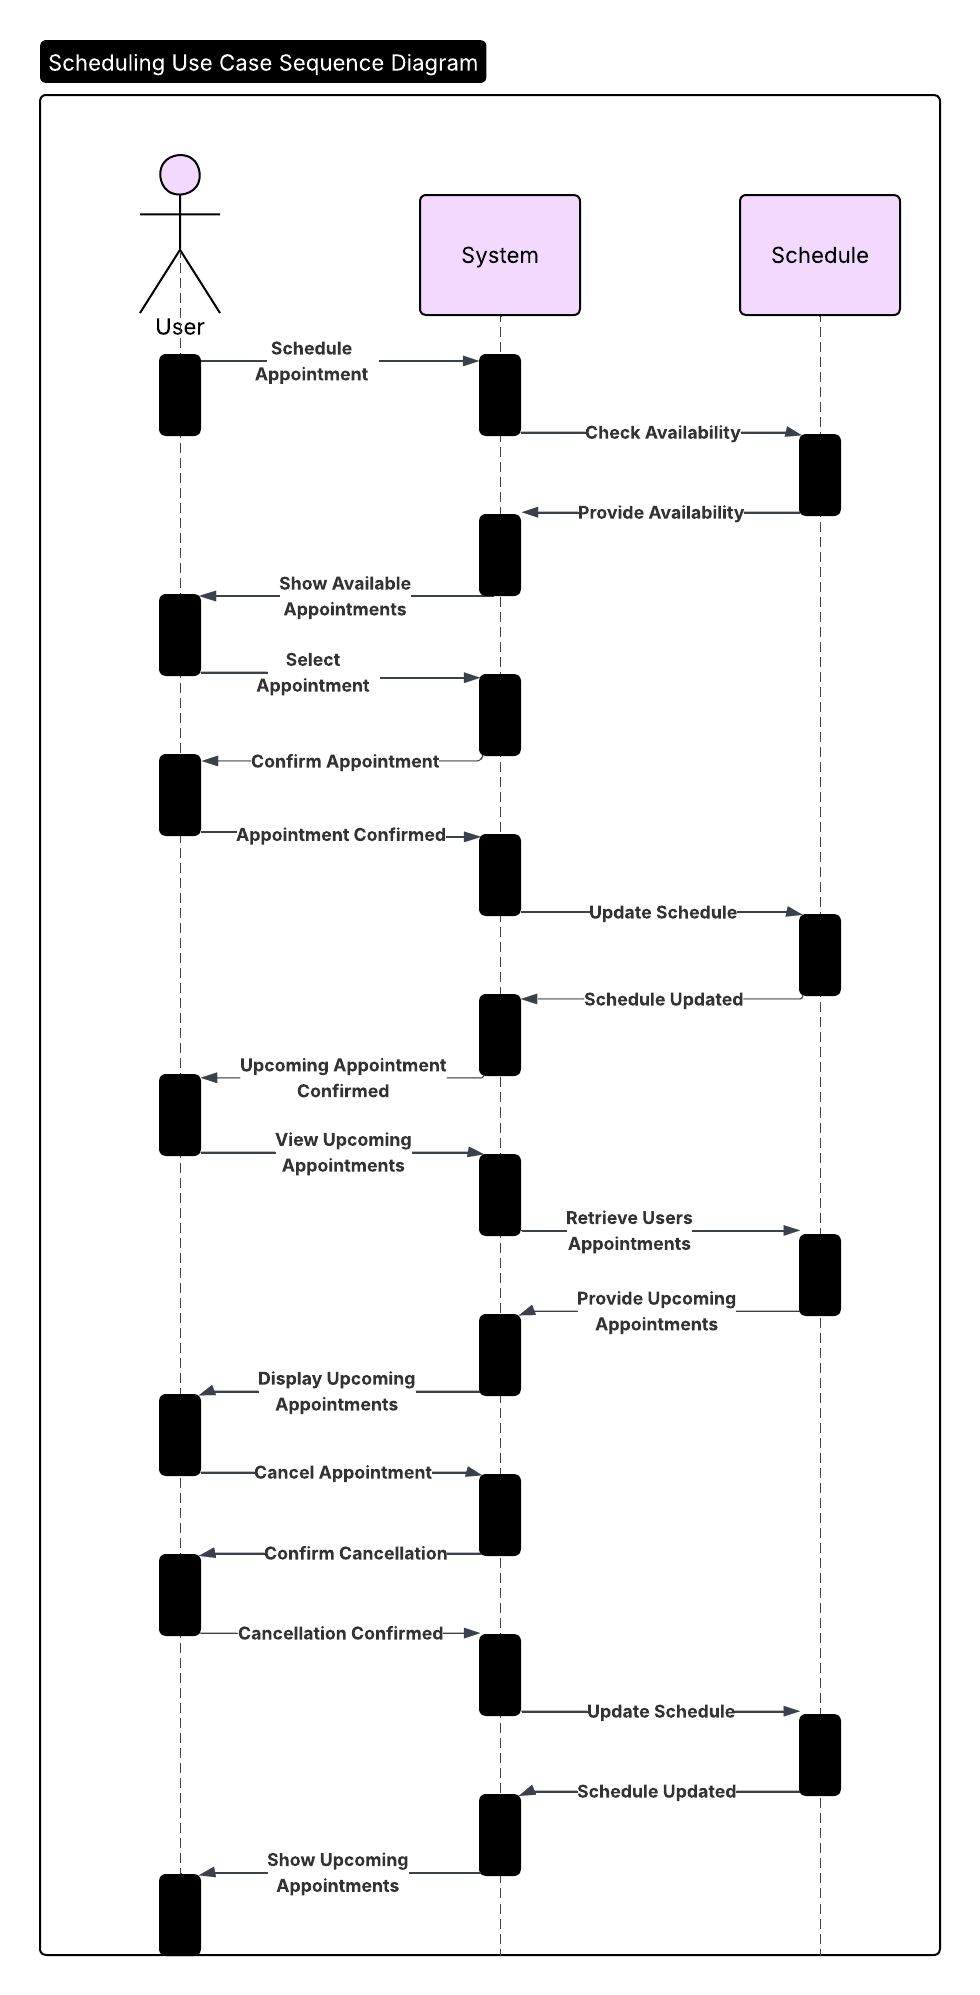 Scheduling Use Case Sequence Diagram
System
Schedule
User
Schedule
Appointment
Check Availability
Provide Availability
Show Available
Appointments
Select
Appointment
Confirm Appointment
Appointment Confirmed
Update Schedule
Schedule Updated
Upcoming Appointment
Confirmed
View Upcoming
Appointments
Retrieve Users
Appointments
Provide Upcoming
Appointments
Display Upcoming
Appointments
Cancel Appointment
Confirm Cancellation
Cancellation Confirmed
Update Schedule
Schedule Updated
Show Upcoming
Appointments